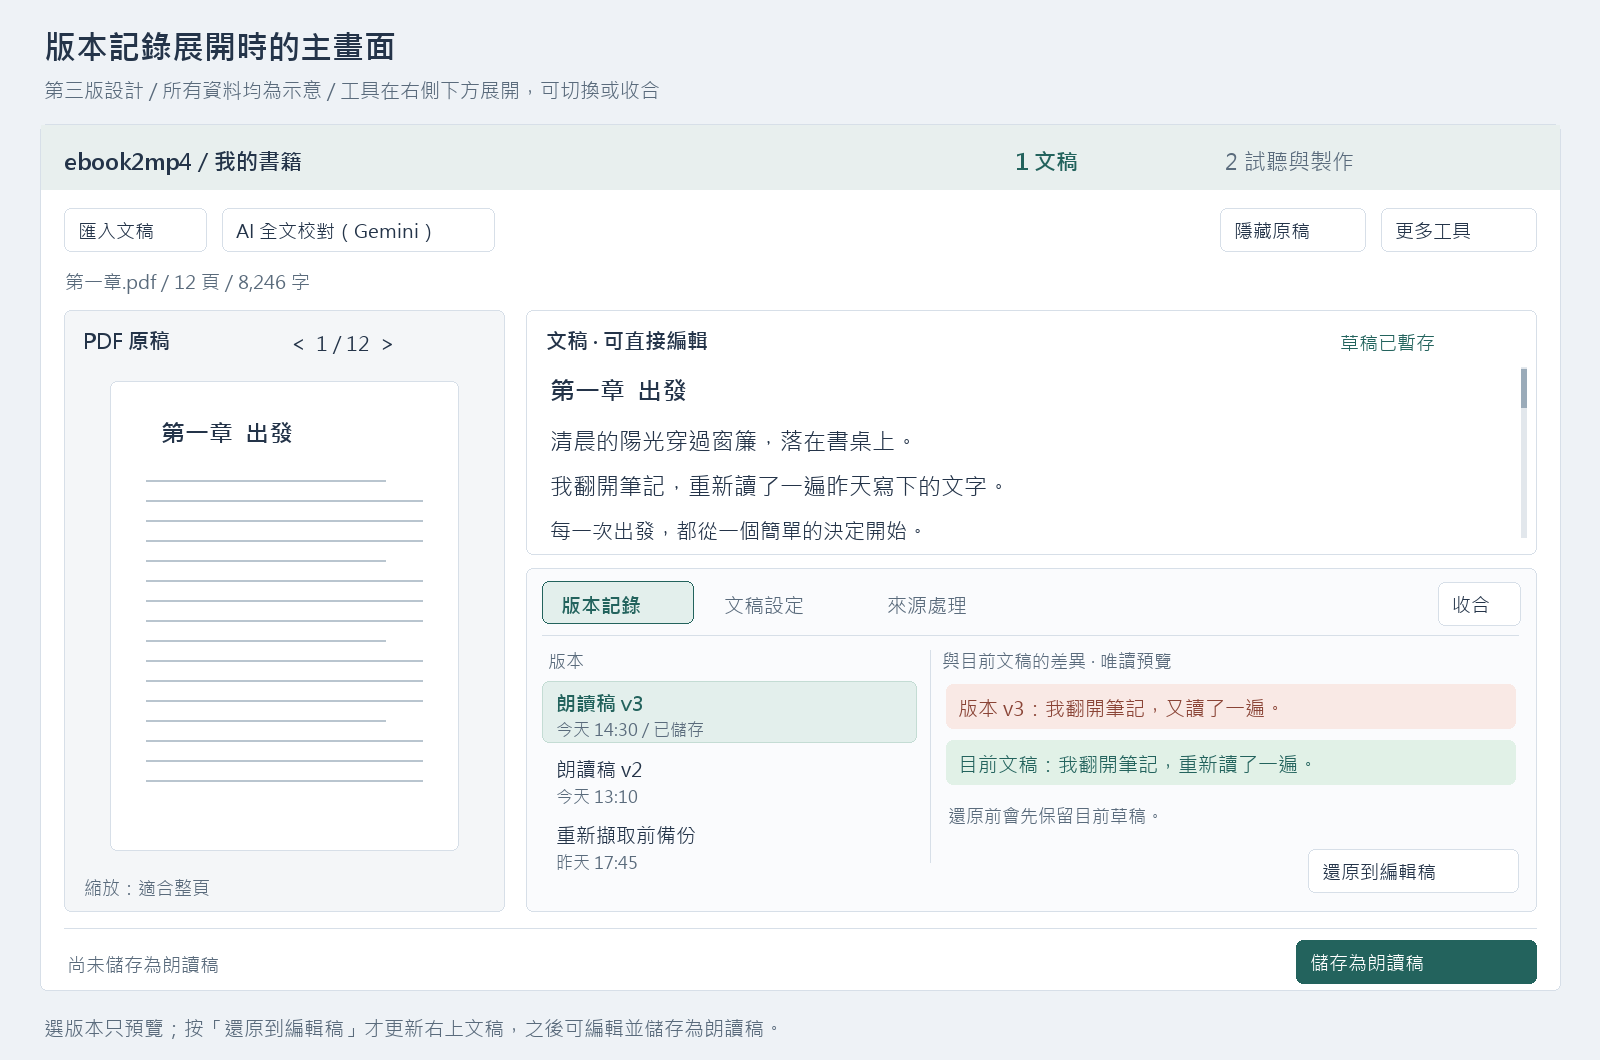 版本記錄展開時的主畫面
第三版設計 / 所有資料均為示意 / 工具在右側下方展開，可切換或收合
ebook2mp4 / 我的書籍
1 文稿
2 試聽與製作
匯入文稿
AI 全文校對（Gemini）
隱藏原稿
更多工具
第一章.pdf / 12 頁 / 8,246 字
PDF 原稿
< 1 / 12 >
第一章 出發
縮放：適合整頁
文稿 · 可直接編輯
草稿已暫存
第一章 出發
清晨的陽光穿過窗簾，落在書桌上。
我翻開筆記，重新讀了一遍昨天寫下的文字。
每一次出發，都從一個簡單的決定開始。
版本記錄
文稿設定
來源處理
收合
版本
朗讀稿 v3
今天 14:30 / 已儲存
朗讀稿 v2
今天 13:10
重新擷取前備份
昨天 17:45
與目前文稿的差異 · 唯讀預覽
版本 v3：我翻開筆記，又讀了一遍。
目前文稿：我翻開筆記，重新讀了一遍。
還原前會先保留目前草稿。
還原到編輯稿
尚未儲存為朗讀稿
儲存為朗讀稿
選版本只預覽；按「還原到編輯稿」才更新右上文稿，之後可編輯並儲存為朗讀稿。